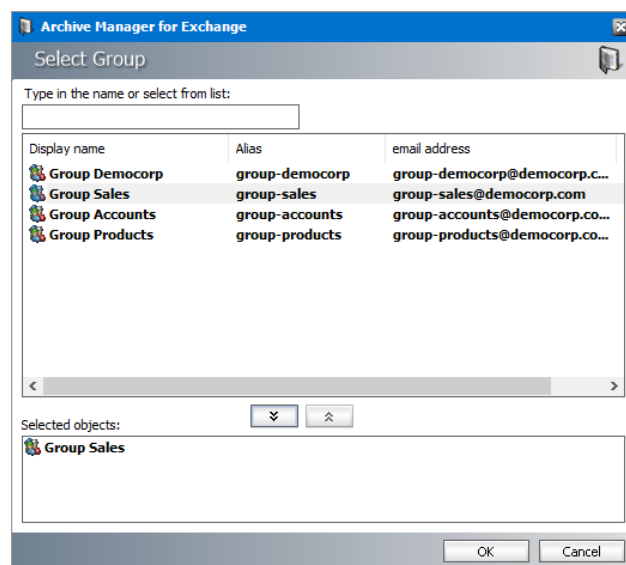 Archive Manager for Exchange
Select Group
Type in the name or select from list:
Display name Alias email address
Group Democorp group-democorp group-democorp@democorp.c...
Group Sales group-sales group-sales@democorp.com
Group Accounts group-accounts group-accounts@democorp.co...
Group Products group-products group-products@democorp.co...
Selected objects:
Group Sales
OK Cancel